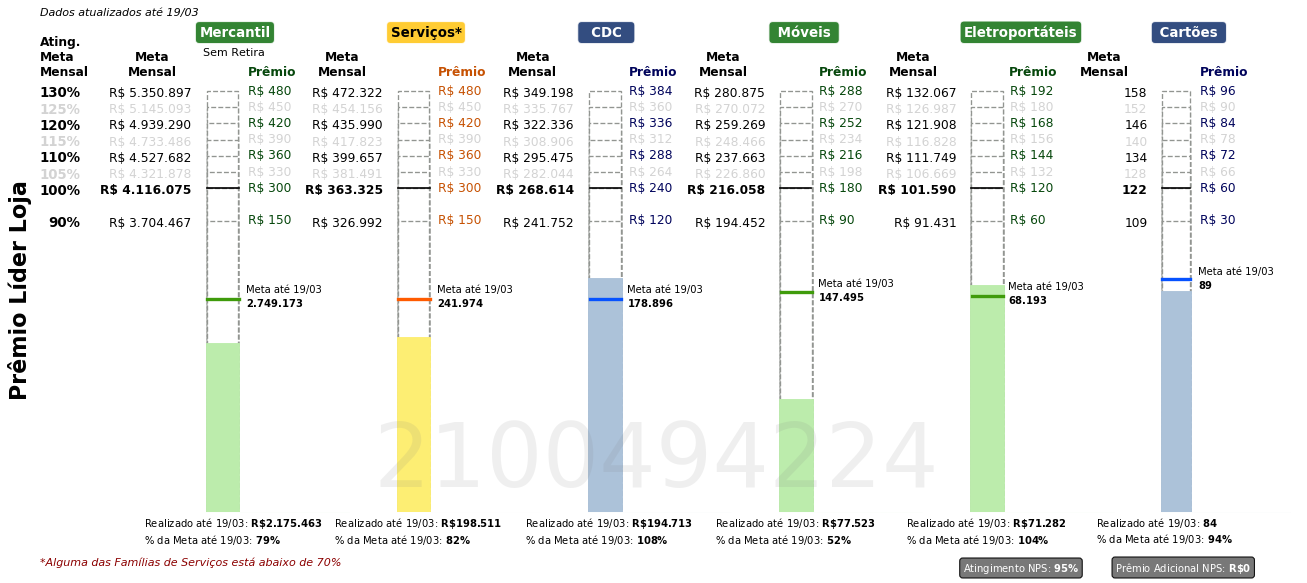 Dados atualizados até 19/03
Mercantil Serviços* CDC Móveis Eletroportáteis Cartões
Sem Retira
Ating. Meta Mensal Meta Mensal Prêmio Meta Mensal Prêmio Meta Mensal Prêmio Meta Mensal Prêmio Meta Mensal Prêmio Meta Mensal Prêmio
130% R$ 5.350.897 R$ 480 R$ 472.322 R$ 480 R$ 349.198 R$ 384 R$ 280.875 R$ 288 R$ 132.067 R$ 192 158 R$ 96
125% R$ 5.145.093 R$ 450 R$ 454.156 R$ 450 R$ 335.767 R$ 360 R$ 270.072 R$ 270 R$ 126.987 R$ 180 152 R$ 90
120% R$ 4.939.290 R$ 420 R$ 435.990 R$ 420 R$ 322.336 R$ 336 R$ 259.269 R$ 252 R$ 121.908 R$ 168 146 R$ 84
115% R$ 4.733.486 R$ 390 R$ 417.823 R$ 390 R$ 308.906 R$ 312 R$ 248.466 R$ 234 R$ 116.828 R$ 156 140 R$ 78
110% R$ 4.527.682 R$ 360 R$ 399.657 R$ 360 R$ 295.475 R$ 288 R$ 237.663 R$ 216 R$ 111.749 R$ 144 134 R$ 72
105% R$ 4.321.878 R$ 330 R$ 381.491 R$ 330 R$ 282.044 R$ 264 R$ 226.860 R$ 198 R$ 106.669 R$ 132 128 R$ 66
100% R$ 4.116.075 R$ 300 R$ 363.325 R$ 300 R$ 268.614 R$ 240 R$ 216.058 R$ 180 R$ 101.590 R$ 120 122 R$ 60
90% R$ 3.704.467 R$ 150 R$ 326.992 R$ 150 R$ 241.752 R$ 120 R$ 194.452 R$ 90 R$ 91.431 R$ 60 109 R$ 30
Prêmio Líder Loja
Meta até 19/03 Meta até 19/03 Meta até 19/03 Meta até 19/03 Meta até 19/03 Meta até 19/03
2.749.173 241.974 178.896 147.495 68.193 89
2100494224
Realizado até 19/03: R$2.175.463 Realizado até 19/03: R$198.511 Realizado até 19/03: R$194.713 Realizado até 19/03: R$77.523 Realizado até 19/03: R$71.282 Realizado até 19/03: 84
% da Meta até 19/03: 79% % da Meta até 19/03: 82% % da Meta até 19/03: 108% % da Meta até 19/03: 52% % da Meta até 19/03: 104% % da Meta até 19/03: 94%
*Alguma das Famílias de Serviços está abaixo de 70%
Atingimento NPS: 95% Prêmio Adicional NPS: R$0